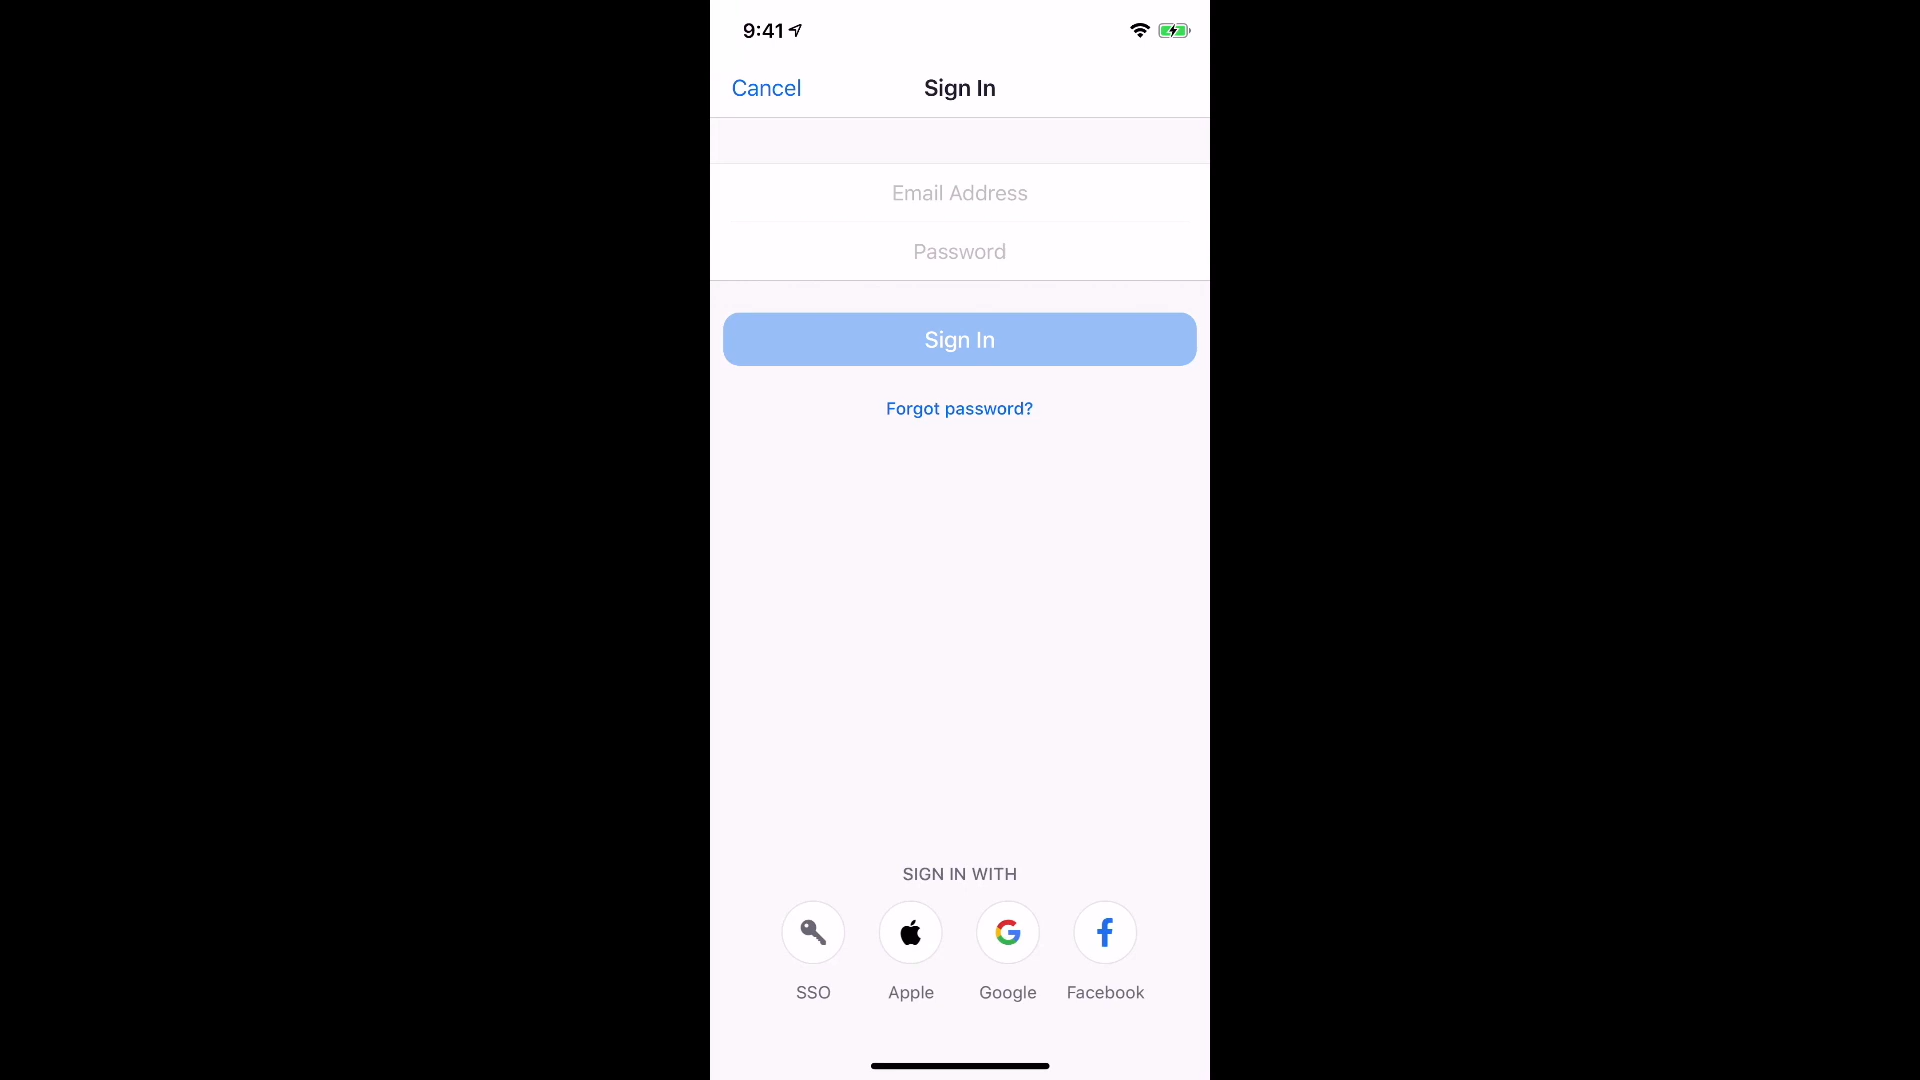 9:41
Cancel
Sign In
Email Address
Password
Sign In
Forgot password?
SIGN IN WITH
SSO
Apple
Google
Facebook